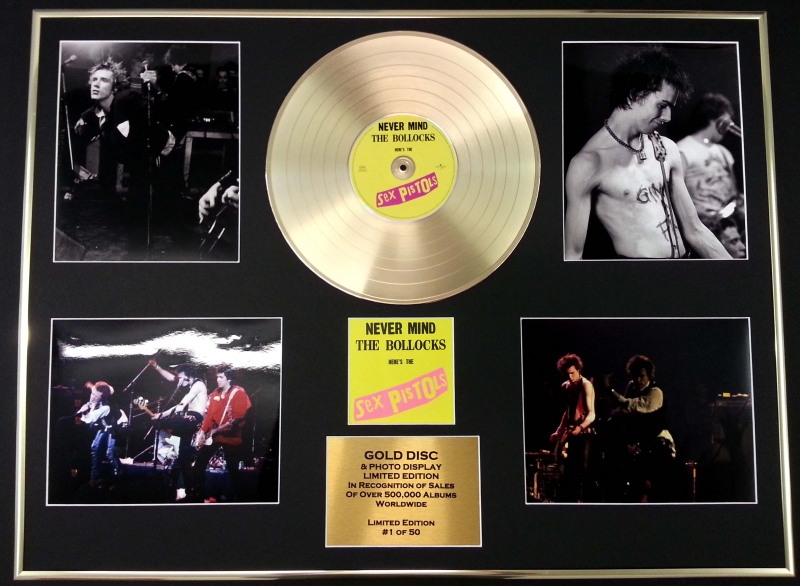 NEVER MIND
THE BOLLOCKS
HERE'S THE
SEX PISTOLS
NEVER MIND
THE BOLLOCKS
HERE'S THE
SEX PISTOLS
GOLD DISC
& PHOTO DISPLAY
LIMITED EDITION
IN RECOGNITION OF SALES
OF OVER 500,000 ALBUMS
WORLDWIDE
LIMITED EDITION
#1 OF 50